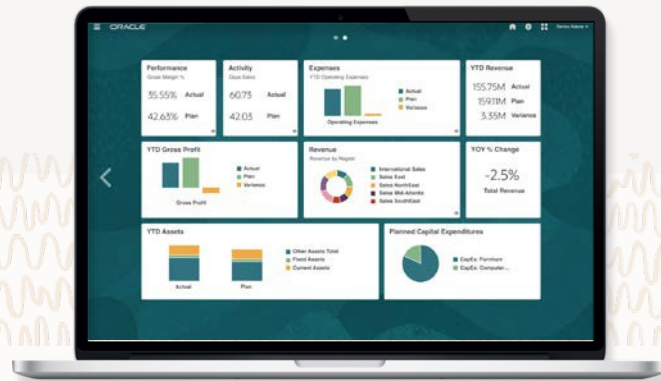 ORACLE
Denise Adams
Performance
Gross Margin %
35.55% Actual
42.63% Plan
Activity
Days Sales
60.73 Actual
42.03 Plan
Expenses
YTD Operating Expenses
Actual
Plan
Variance
Operating Expenses
YTD Revenue
155.75M Actual
159.11M Plan
3.35M Variance
YTD Gross Profit
Actual
Plan
Variance
Gross Profit
Revenue
Revenue by Region
International Sales
Sales East
Sales NorthEast
Sales Mid-Atlantic
Sales SouthEast
YOY % Change
-2.5%
Total Revenue
YTD Assets
Other Assets Total
Fixed Assets
Current Assets
Actual
Plan
Planned Capital Expenditures
CapEx: Furniture
CapEx: Computer...